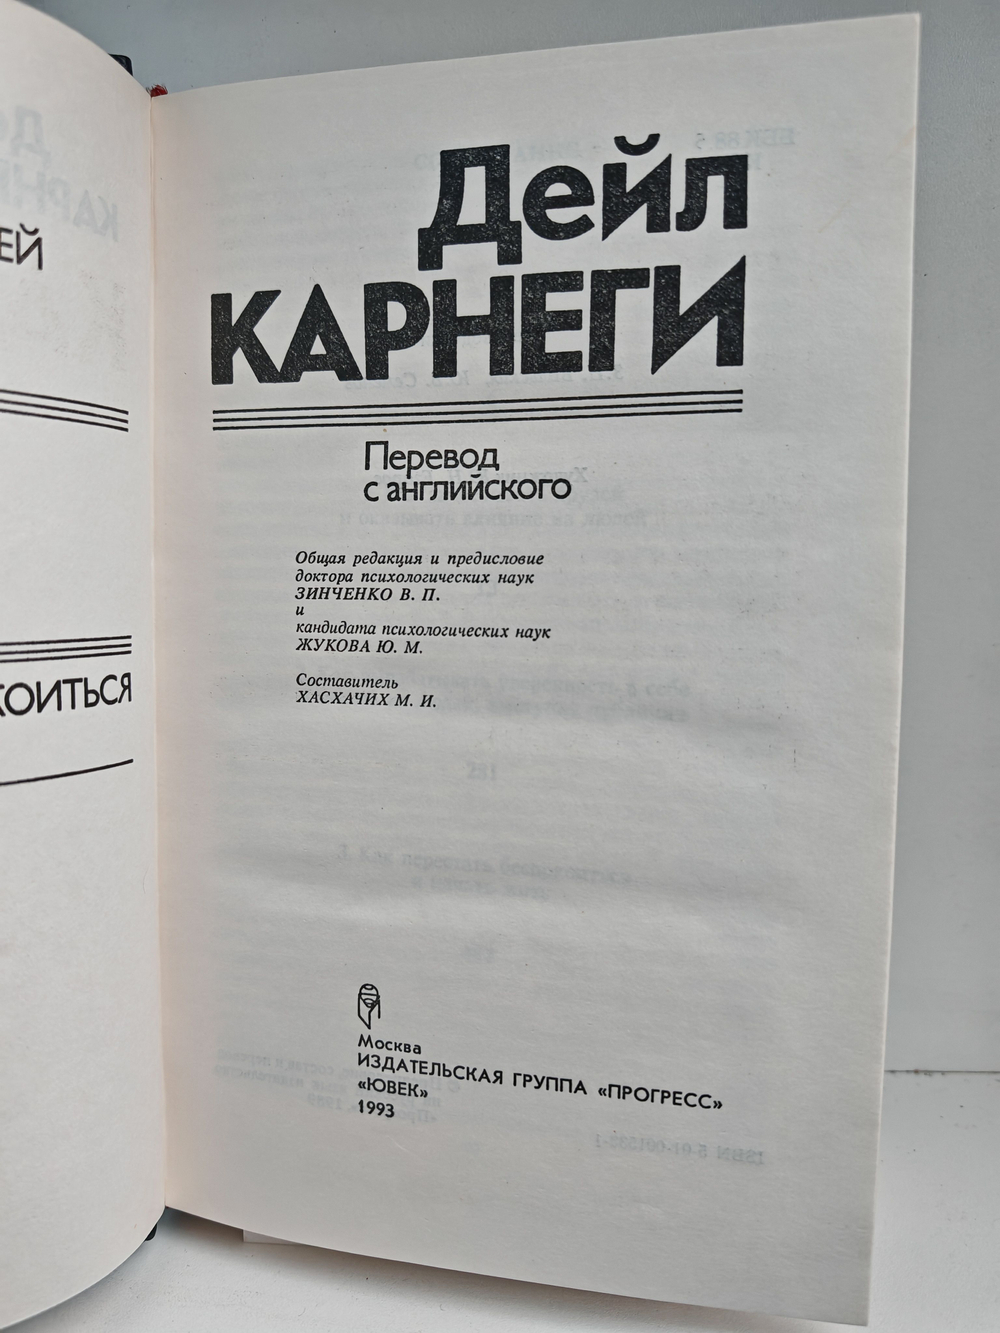 ЕЙ
КОИТЬСЯ
Дейл
КАРНЕГИ
Перевод
с английского
Общая редакция и предисловие
доктора психологических наук
ЗИНЧЕНКО В. П.
и
кандидата психологических наук
ЖУКОВА Ю. М.
Составитель
ХАСХАЧИХ М. И.
Москва
ИЗДАТЕЛЬСКАЯ ГРУППА «ПРОГРЕСС»
«ЮВЕК»
1993